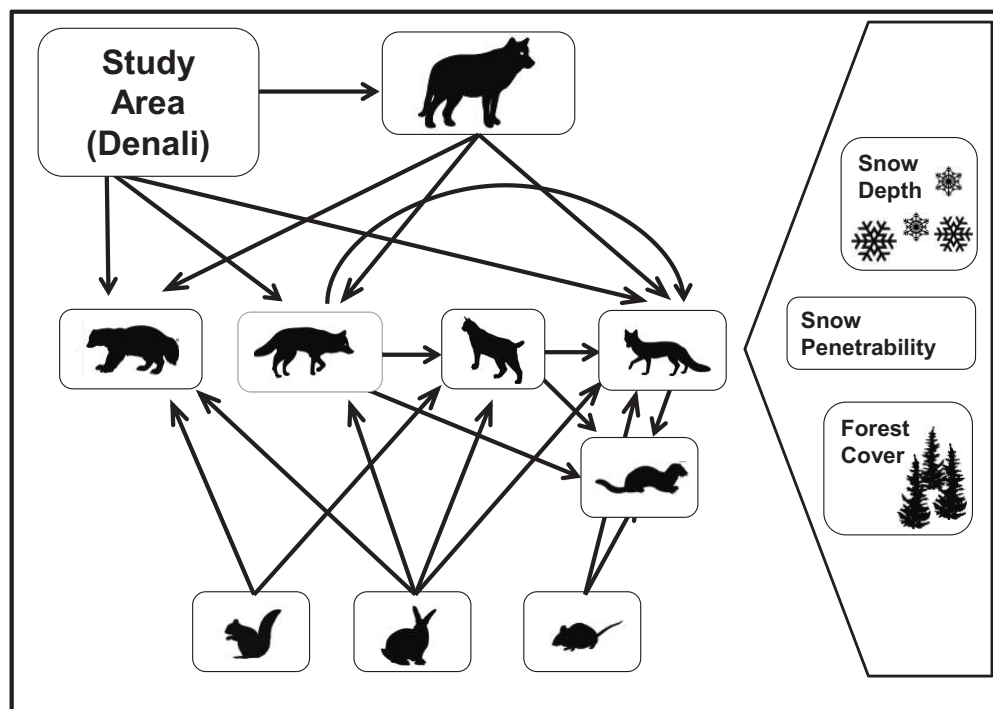 Study
Area
(Denali)
Snow
Depth
Snow
Penetrability
Forest
Cover